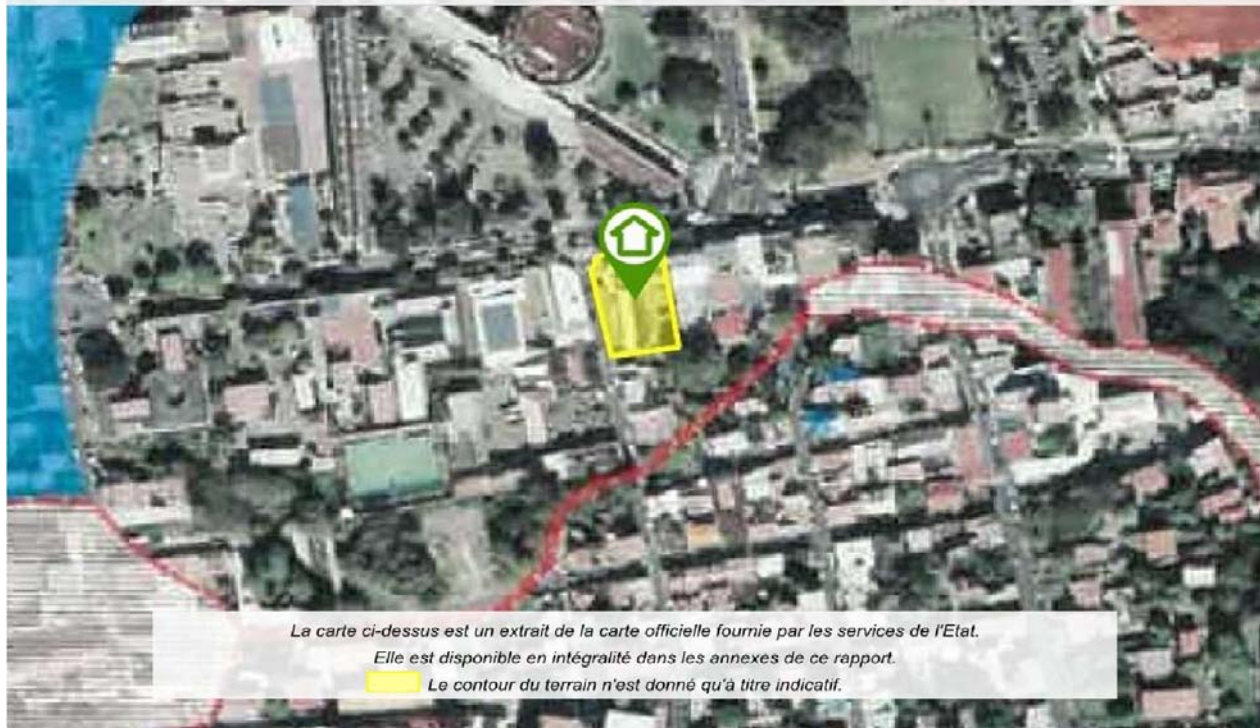 La carte ci-dessus est un extrait de la carte officielle fournie par les services de l'Etat.
Elle est disponible en intégralité dans les annexes de ce rapport.
Le contour du terrain n'est donné qu'à titre indicatif.